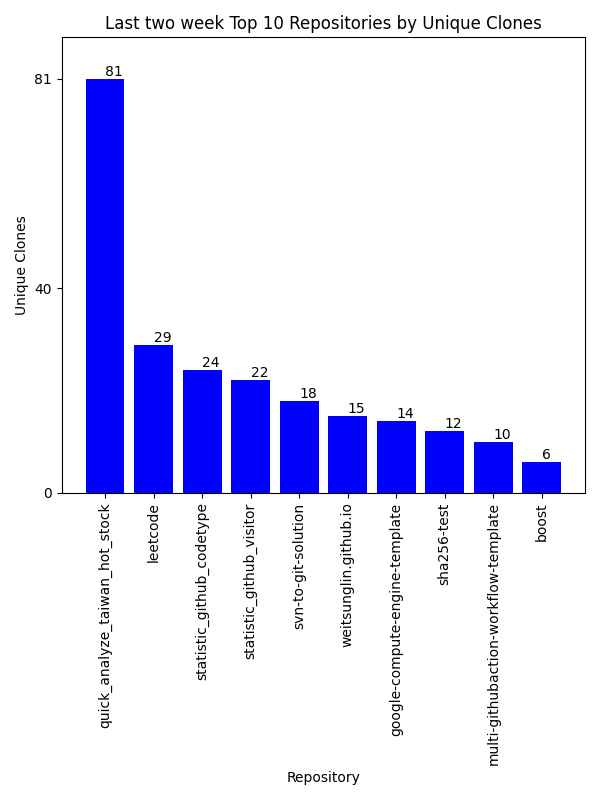 Last two week Top 10 Repositories by Unique Clones
Unique Clones
81
40
0
81
29
24
22
18
15
14
12
10
6
quick_analyze_taiwan_hot_stock
leetcode
statistic_github_codetype
statistic_github_visitor
svn-to-git-solution
weitsunglin.github.io
google-compute-engine-template
sha256-test
multi-githubaction-workflow-template
boost
Repository